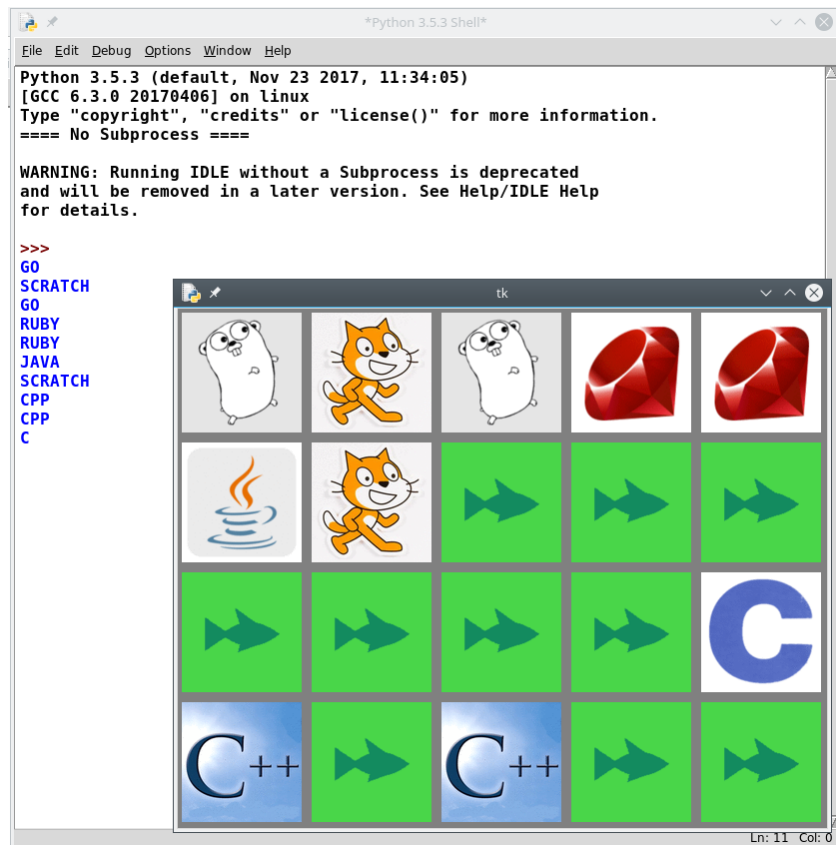 *Python 3.5.3 Shell*
File Edit Debug Options Window Help
Python 3.5.3 (default, Nov 23 2017, 11:34:05)
[GCC 6.3.0 20170406] on linux
Type "copyright", "credits" or "license()" for more information.
==== No Subprocess ====
WARNING: Running IDLE without a Subprocess is deprecated
and will be removed in a later version. See Help/IDLE Help
for details.
>>>
GO
SCRATCH
GO
RUBY
RUBY
JAVA
SCRATCH
CPP
CPP
C
tk
C
C++ C++
Ln: 11 Col: 0